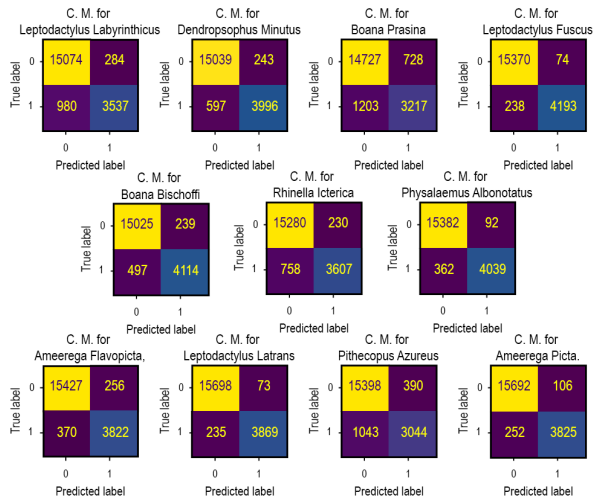 C. M. for
Leptodactylus Labyrinthicus
True label
0
15074 284
1
980 3537
0 1
Predicted label
C. M. for
Dendropsophus Minutus
True label
0
15039 243
1
597 3996
0 1
Predicted label
C. M. for
Boana Prasina
True label
0
14727 728
1
1203 3217
0 1
Predicted label
C. M. for
Leptodactylus Fuscus
True label
0
15370 74
1
238 4193
0 1
Predicted label
C. M. for
Boana Bischoffi
True label
0
15025 239
1
497 4114
0 1
Predicted label
C. M. for
Rhinella Icterica
True label
0
15280 230
1
758 3607
0 1
Predicted label
C. M. for
Physalaemus Albonotatus
True label
0
15382 92
1
362 4039
0 1
Predicted label
C. M. for
Ameerega Flavopicta,
True label
0
15427 256
1
370 3822
0 1
Predicted label
C. M. for
Leptodactylus Latrans
True label
0
15698 73
1
235 3869
0 1
Predicted label
C. M. for
Pithecopus Azureus
True label
0
15398 390
1
1043 3044
0 1
Predicted label
C. M. for
Ameerega Picta.
True label
0
15692 106
1
252 3825
0 1
Predicted label